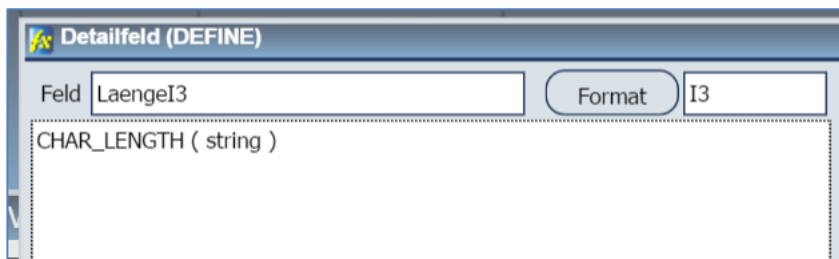 Detailfeld (DEFINE)
Feld LaengeI3 Format I3
CHAR_LENGTH ( string )